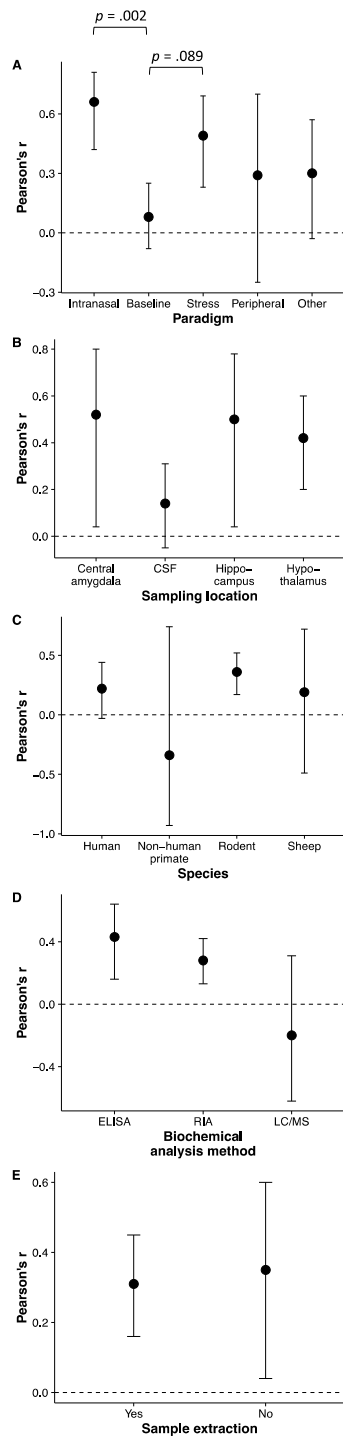 p = .002
p = .089
A
0.6
0.3
0.0
−0.3
Pearson's r
Intranasal Baseline Stress Peripheral Other
Paradigm
B
0.8
0.6
0.4
0.2
0.0
Pearson's r
Central amygdala
CSF
Hippo−campus
Hypo−thalamus
Sampling location
C
0.5
0.0
−0.5
−1.0
Pearson's r
Human
Non−human primate
Rodent
Sheep
Species
D
0.4
0.0
−0.4
Pearson's r
ELISA RIA LC/MS
Biochemical
analysis method
E
0.6
0.4
0.2
0.0
Pearson's r
Yes No
Sample extraction